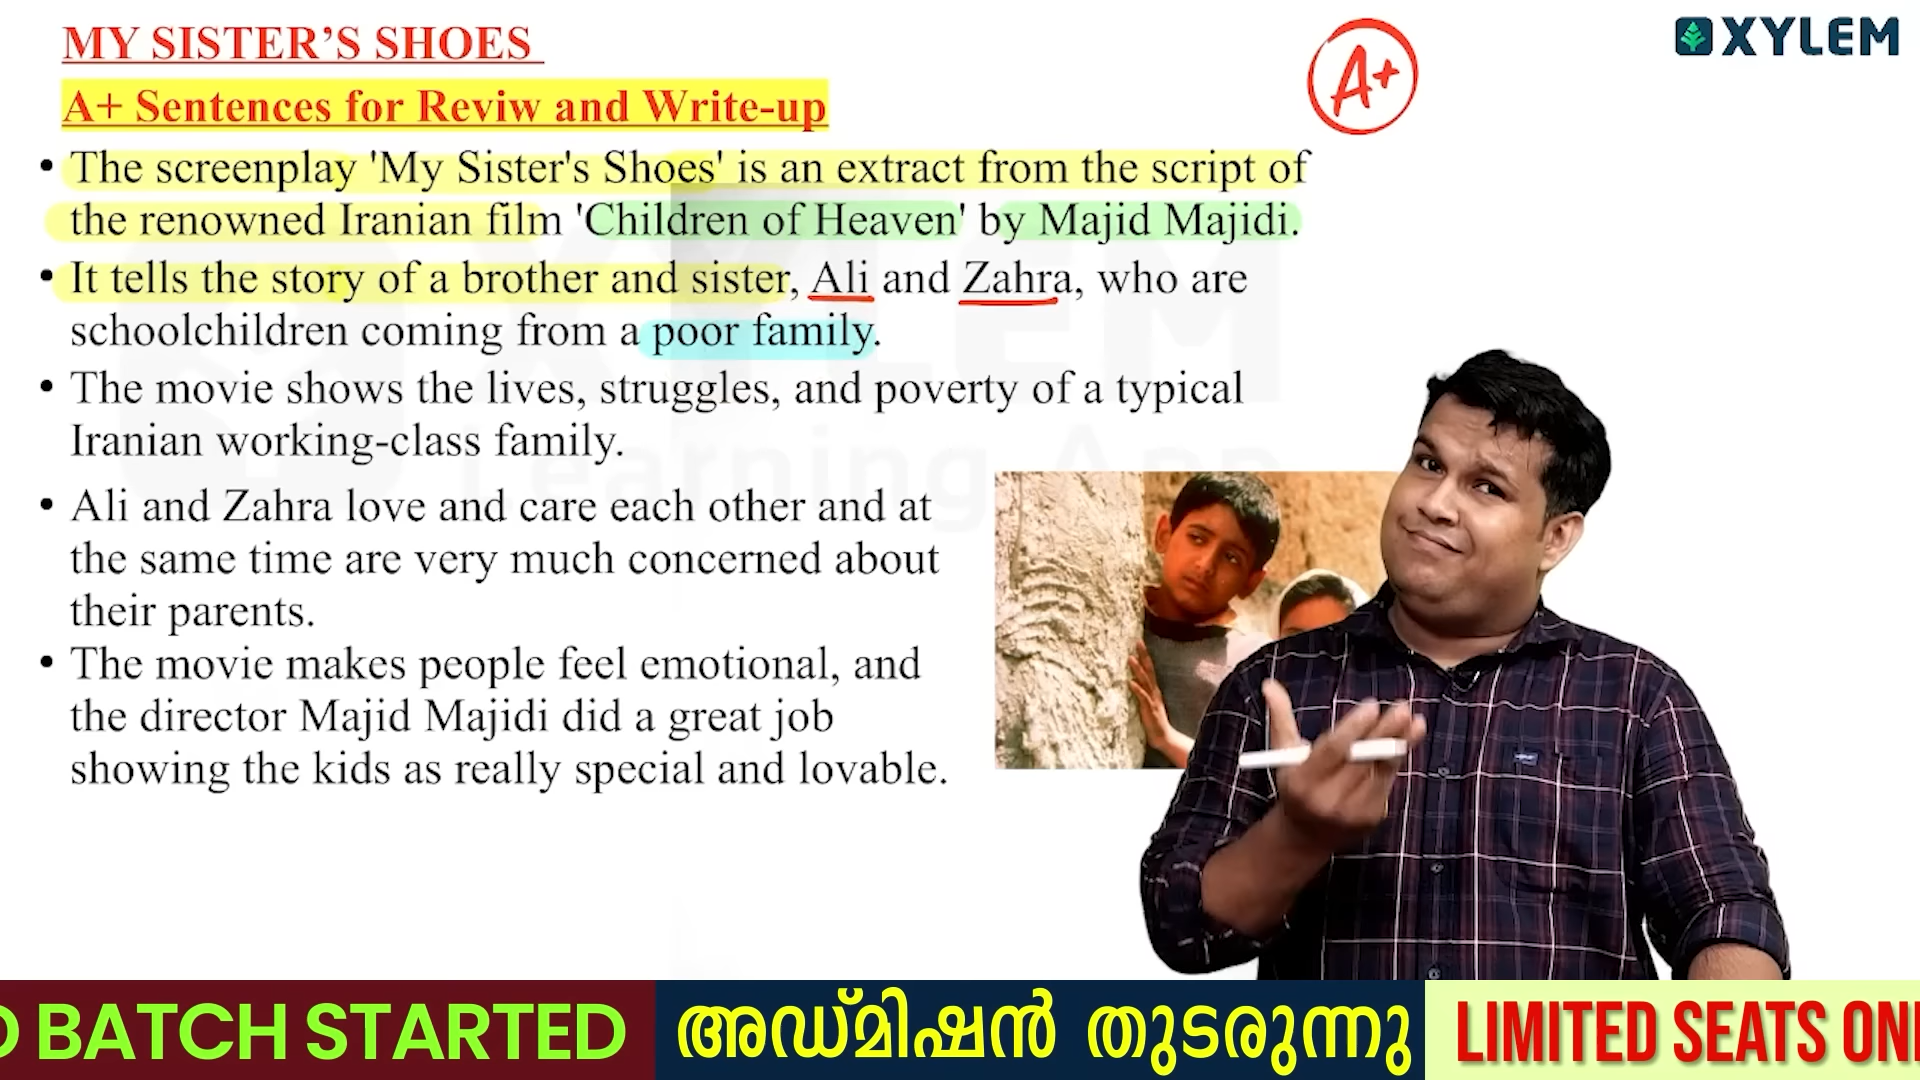 MY SISTER’S SHOES
A+
XYLEM
A+ Sentences for Reviw and Write-up
• The screenplay 'My Sister's Shoes' is an extract from the script of
the renowned Iranian film 'Children of Heaven' by Majid Majidi.
• It tells the story of a brother and sister, Ali and Zahra, who are
schoolchildren coming from a poor family.
• The movie shows the lives, struggles, and poverty of a typical
Iranian working-class family.
• Ali and Zahra love and care each other and at
the same time are very much concerned about
their parents.
• The movie makes people feel emotional, and
the director Majid Majidi did a great job
showing the kids as really special and lovable.
XYLEM
Learning App
BATCH STARTED അഡ്മിഷൻ തുടരുന്നു LIMITED SEATS